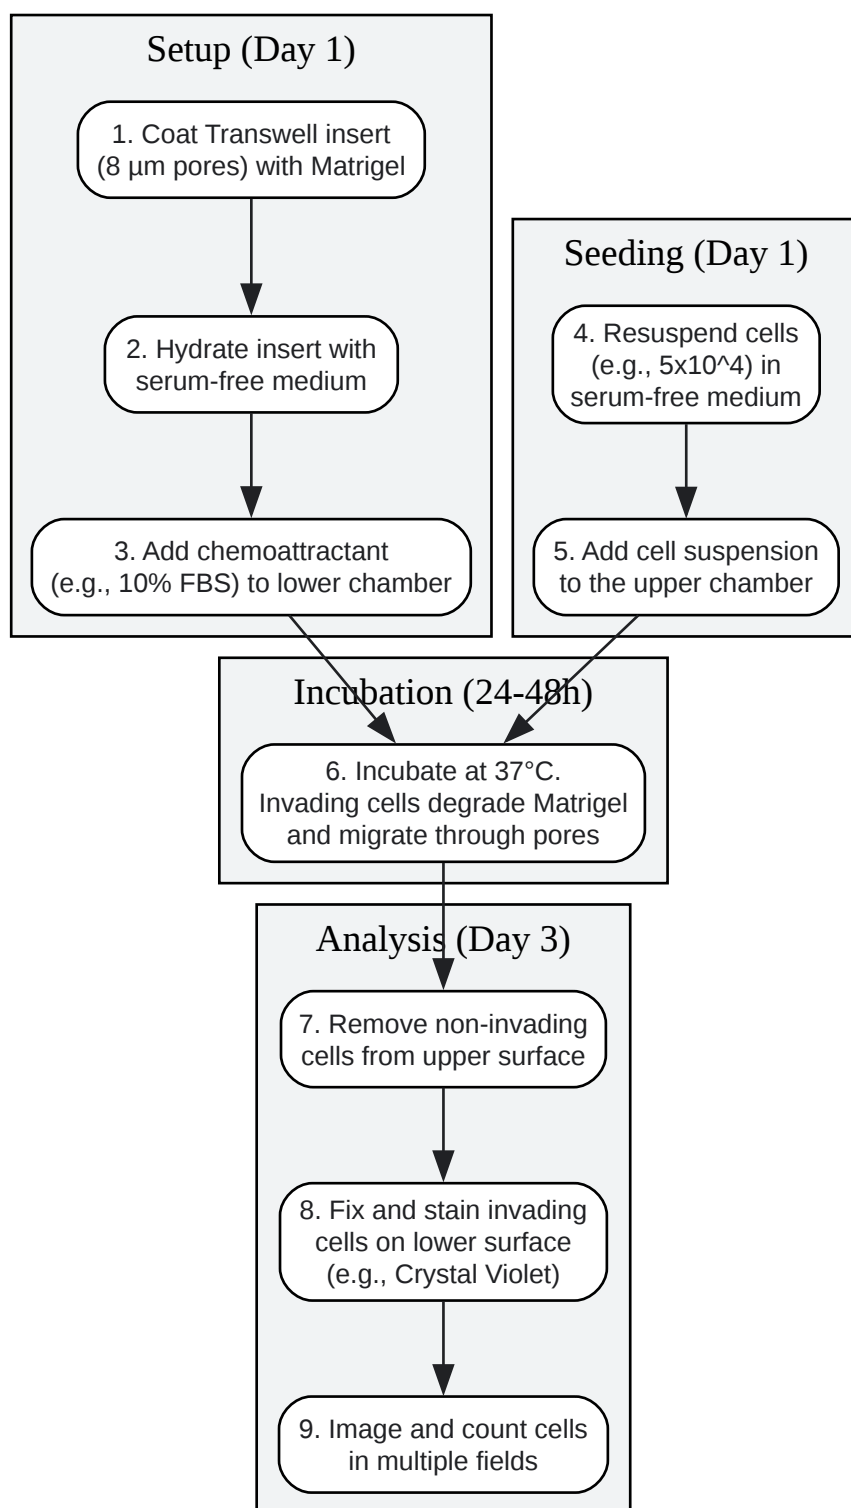 Setup (Day 1)
1. Coat Transwell insert
(8 µm pores) with Matrigel
2. Hydrate insert with
serum-free medium
3. Add chemoattractant
(e.g., 10% FBS) to lower chamber
Seeding (Day 1)
4. Resuspend cells
(e.g., 5x10^4) in
serum-free medium
5. Add cell suspension
to the upper chamber
Incubation (24-48h)
6. Incubate at 37°C.
Invading cells degrade Matrigel
and migrate through pores
Analysis (Day 3)
7. Remove non-invading
cells from upper surface
8. Fix and stain invading
cells on lower surface
(e.g., Crystal Violet)
9. Image and count cells
in multiple fields